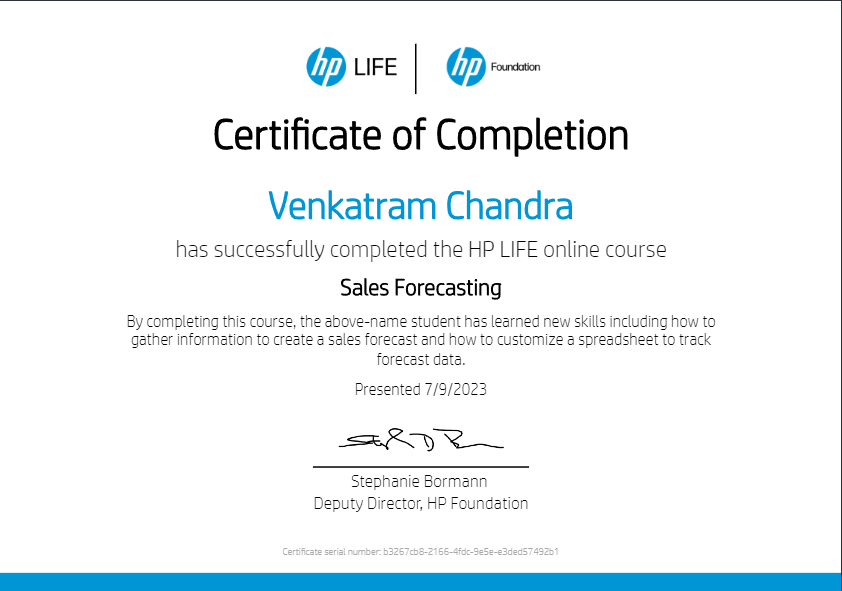 hp LIFE hp Foundation
Certificate of Completion
Venkatram Chandra
has successfully completed the HP LIFE online course
Sales Forecasting
By completing this course, the above-name student has learned new skills including how to
gather information to create a sales forecast and how to customize a spreadsheet to track
forecast data.
Presented 7/9/2023
Stephanie Bormann
Deputy Director, HP Foundation
Certificate serial number: b3267cb8-2166-4fdc-9e5e-e3ded57492b1